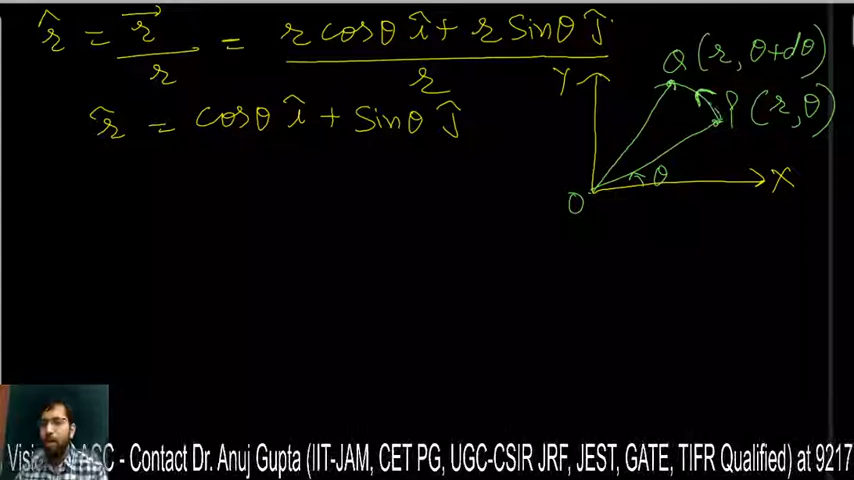 r̂ = r⃗ / r = r cosθ î + r Sinθ ĵ / r
r̂ = cosθ î + Sinθ ĵ
Y
Q (r, θ+dθ)
P (r, θ)
θ
X
O
- Contact Dr. Anuj Gupta (IIT-JAM, CET PG, UGC-CSIR JRF, JEST, GATE, TIFR Qualified) at 9217